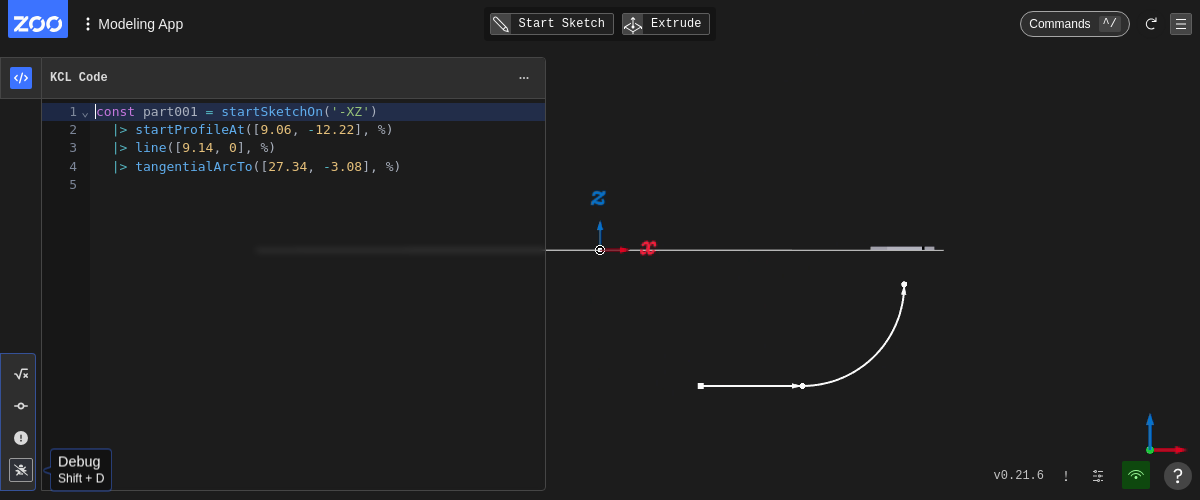 ZOO
Modeling App
Start Sketch
Extrude
Commands ^/
KCL Code
1 const part001 = startSketchOn('-XZ')
2 |> startProfileAt([9.06, -12.22], %)
3 |> line([9.14, 0], %)
4 |> tangentialArcTo([27.34, -3.08], %)
5
z
x
Debug
Shift + D
v0.21.6
!
?